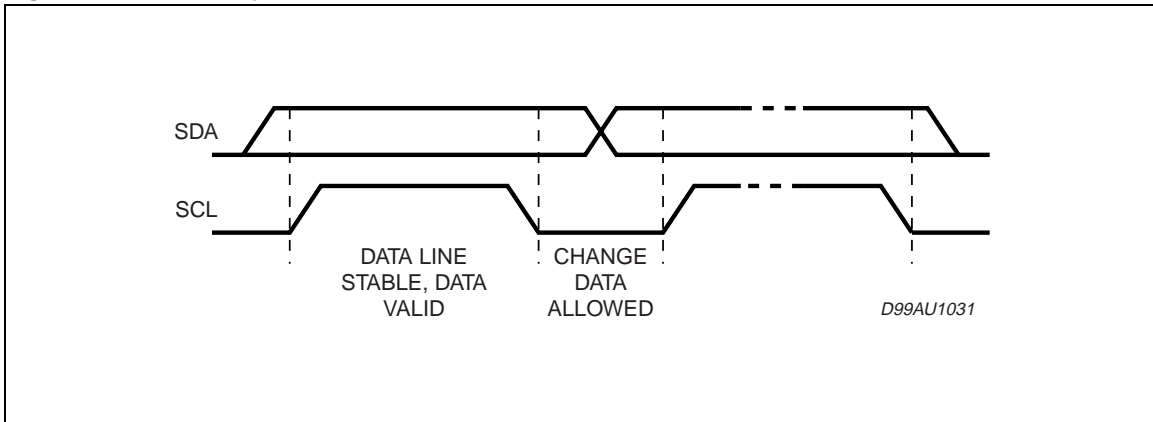 SDA
SCL
DATA LINE
STABLE, DATA
VALID
CHANGE
DATA
ALLOWED
D99AU1031